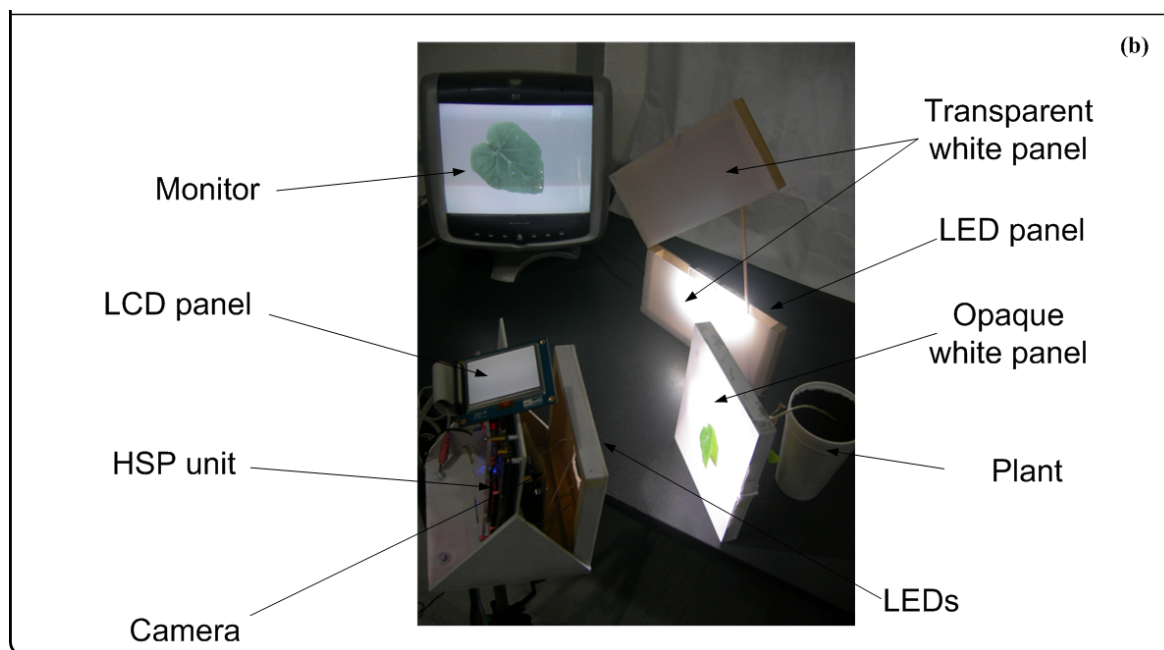 (b)
Transparent
white panel
Monitor
LED panel
LCD panel
Opaque
white panel
HSP unit
Plant
LEDs
Camera